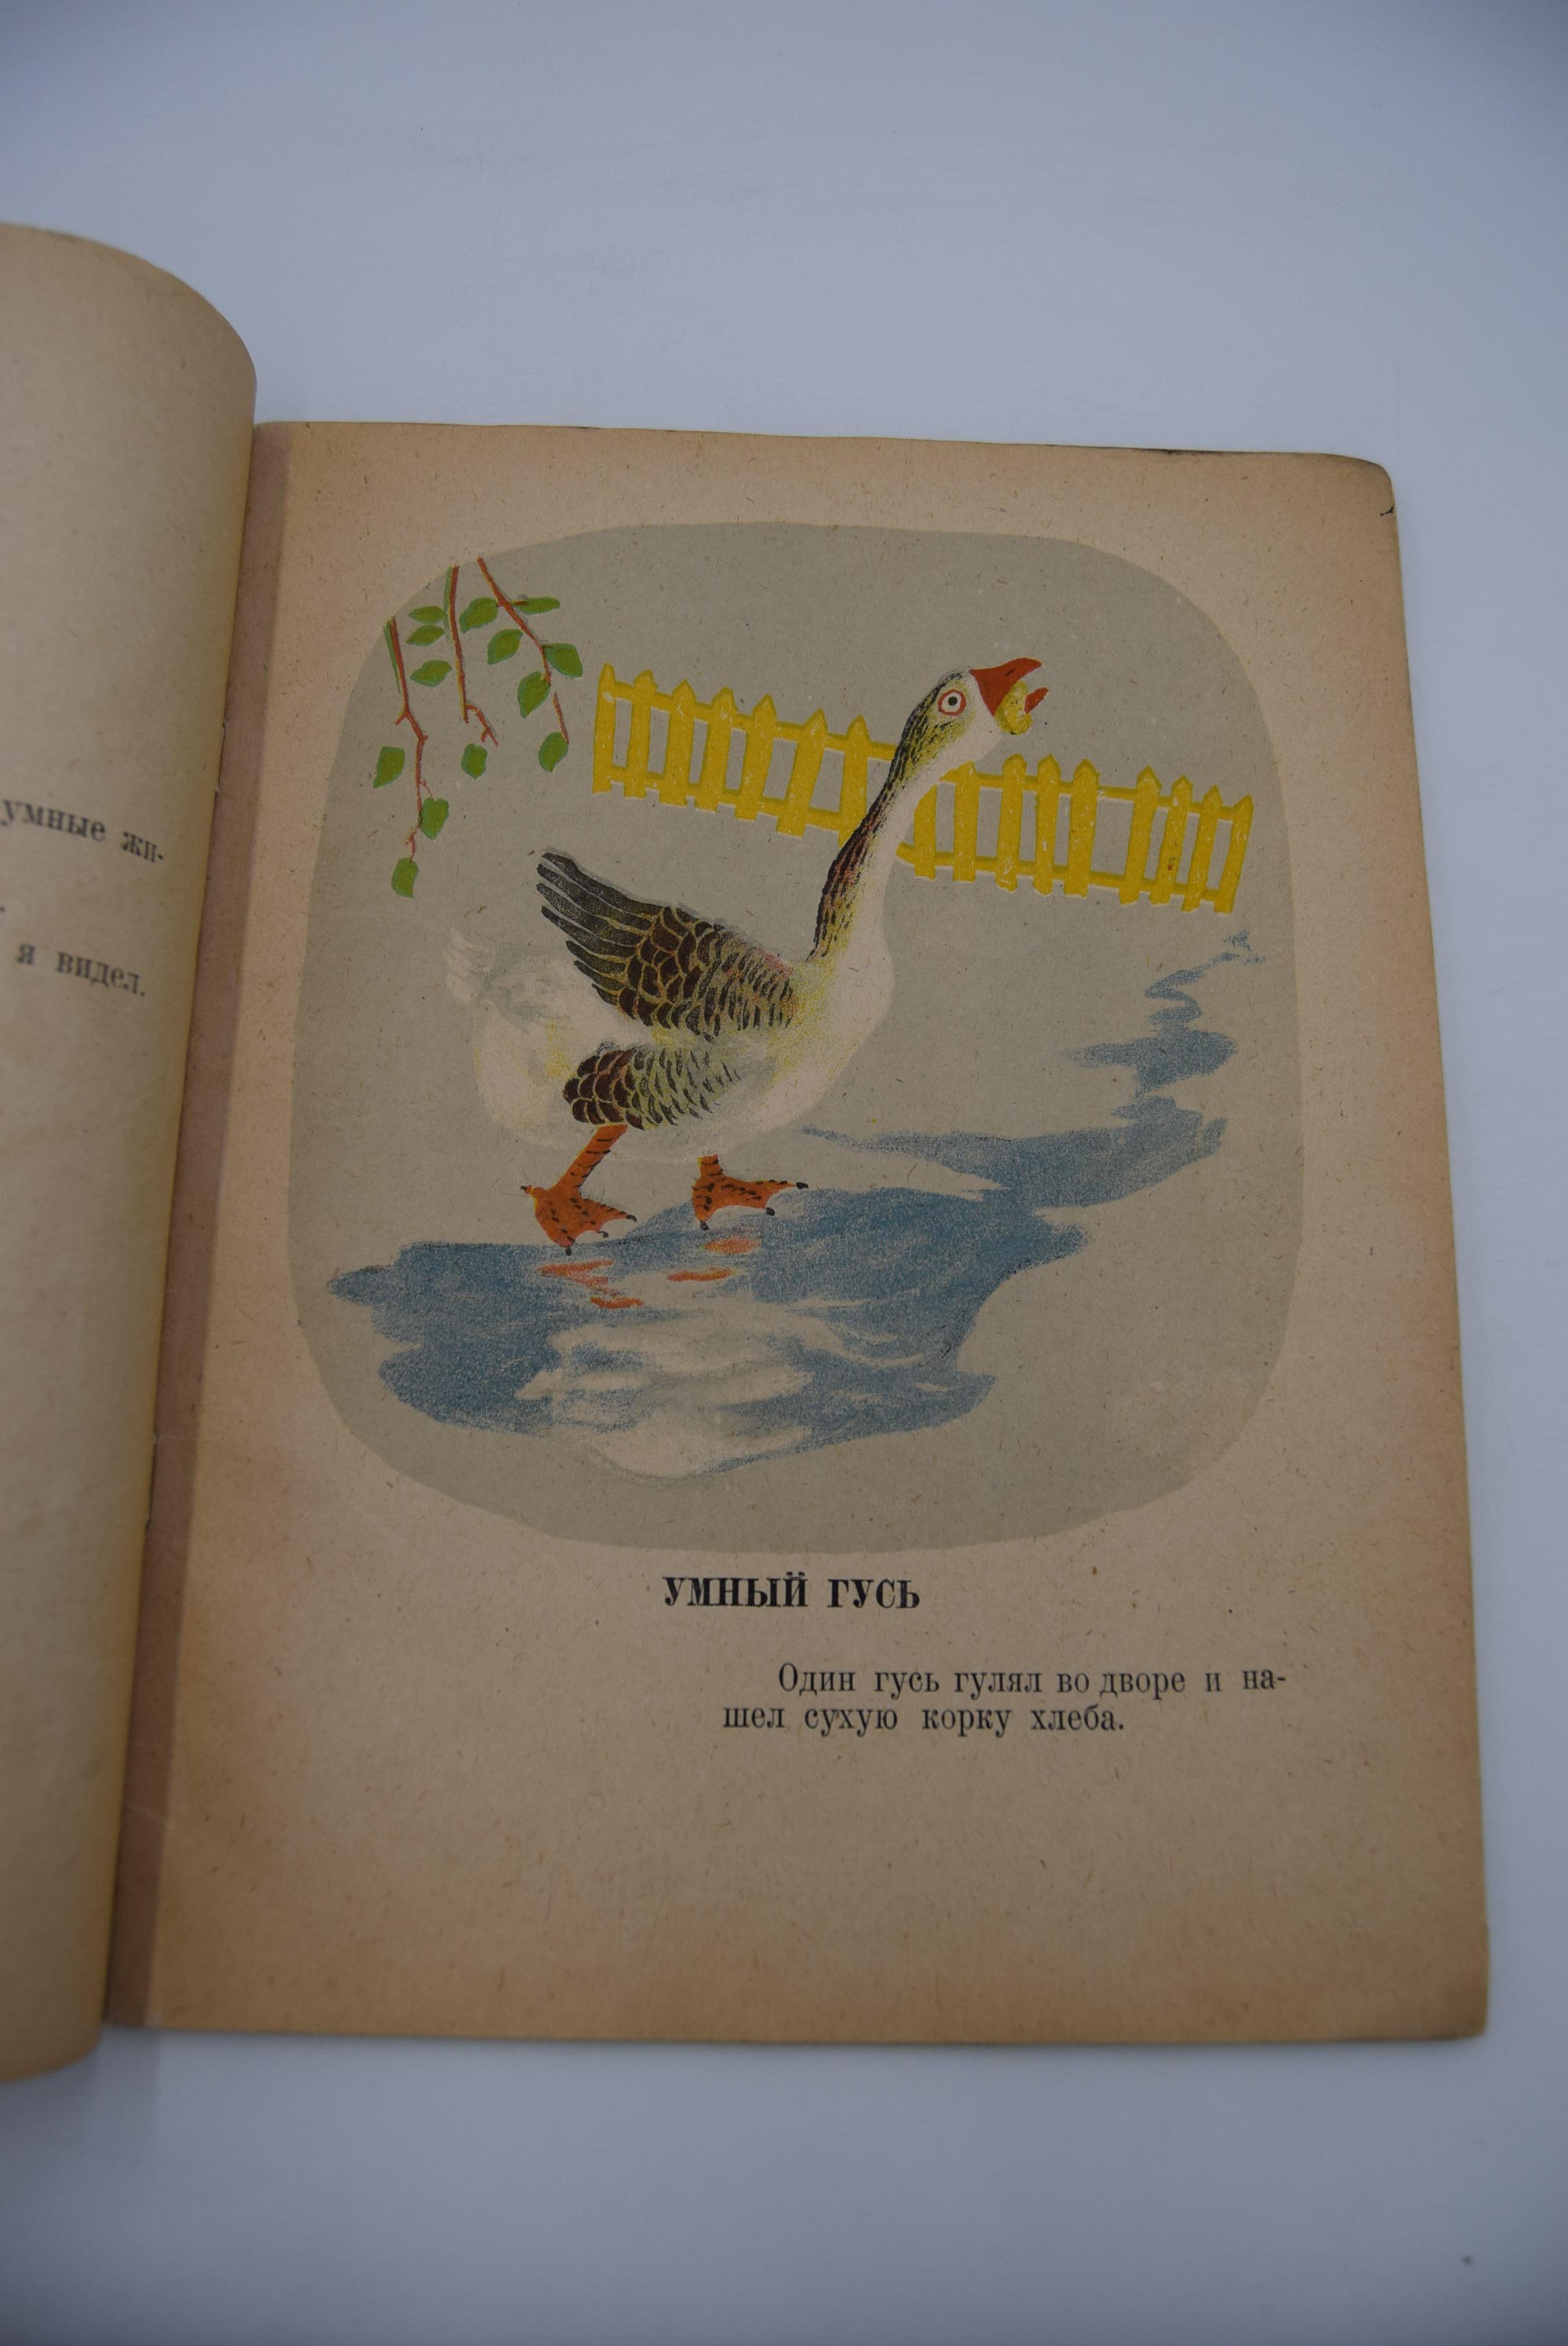 умные жи-
я видел.
УМНЫЙ ГУСЬ
Один гусь гулял во дворе и на-
шел сухую корку хлеба.